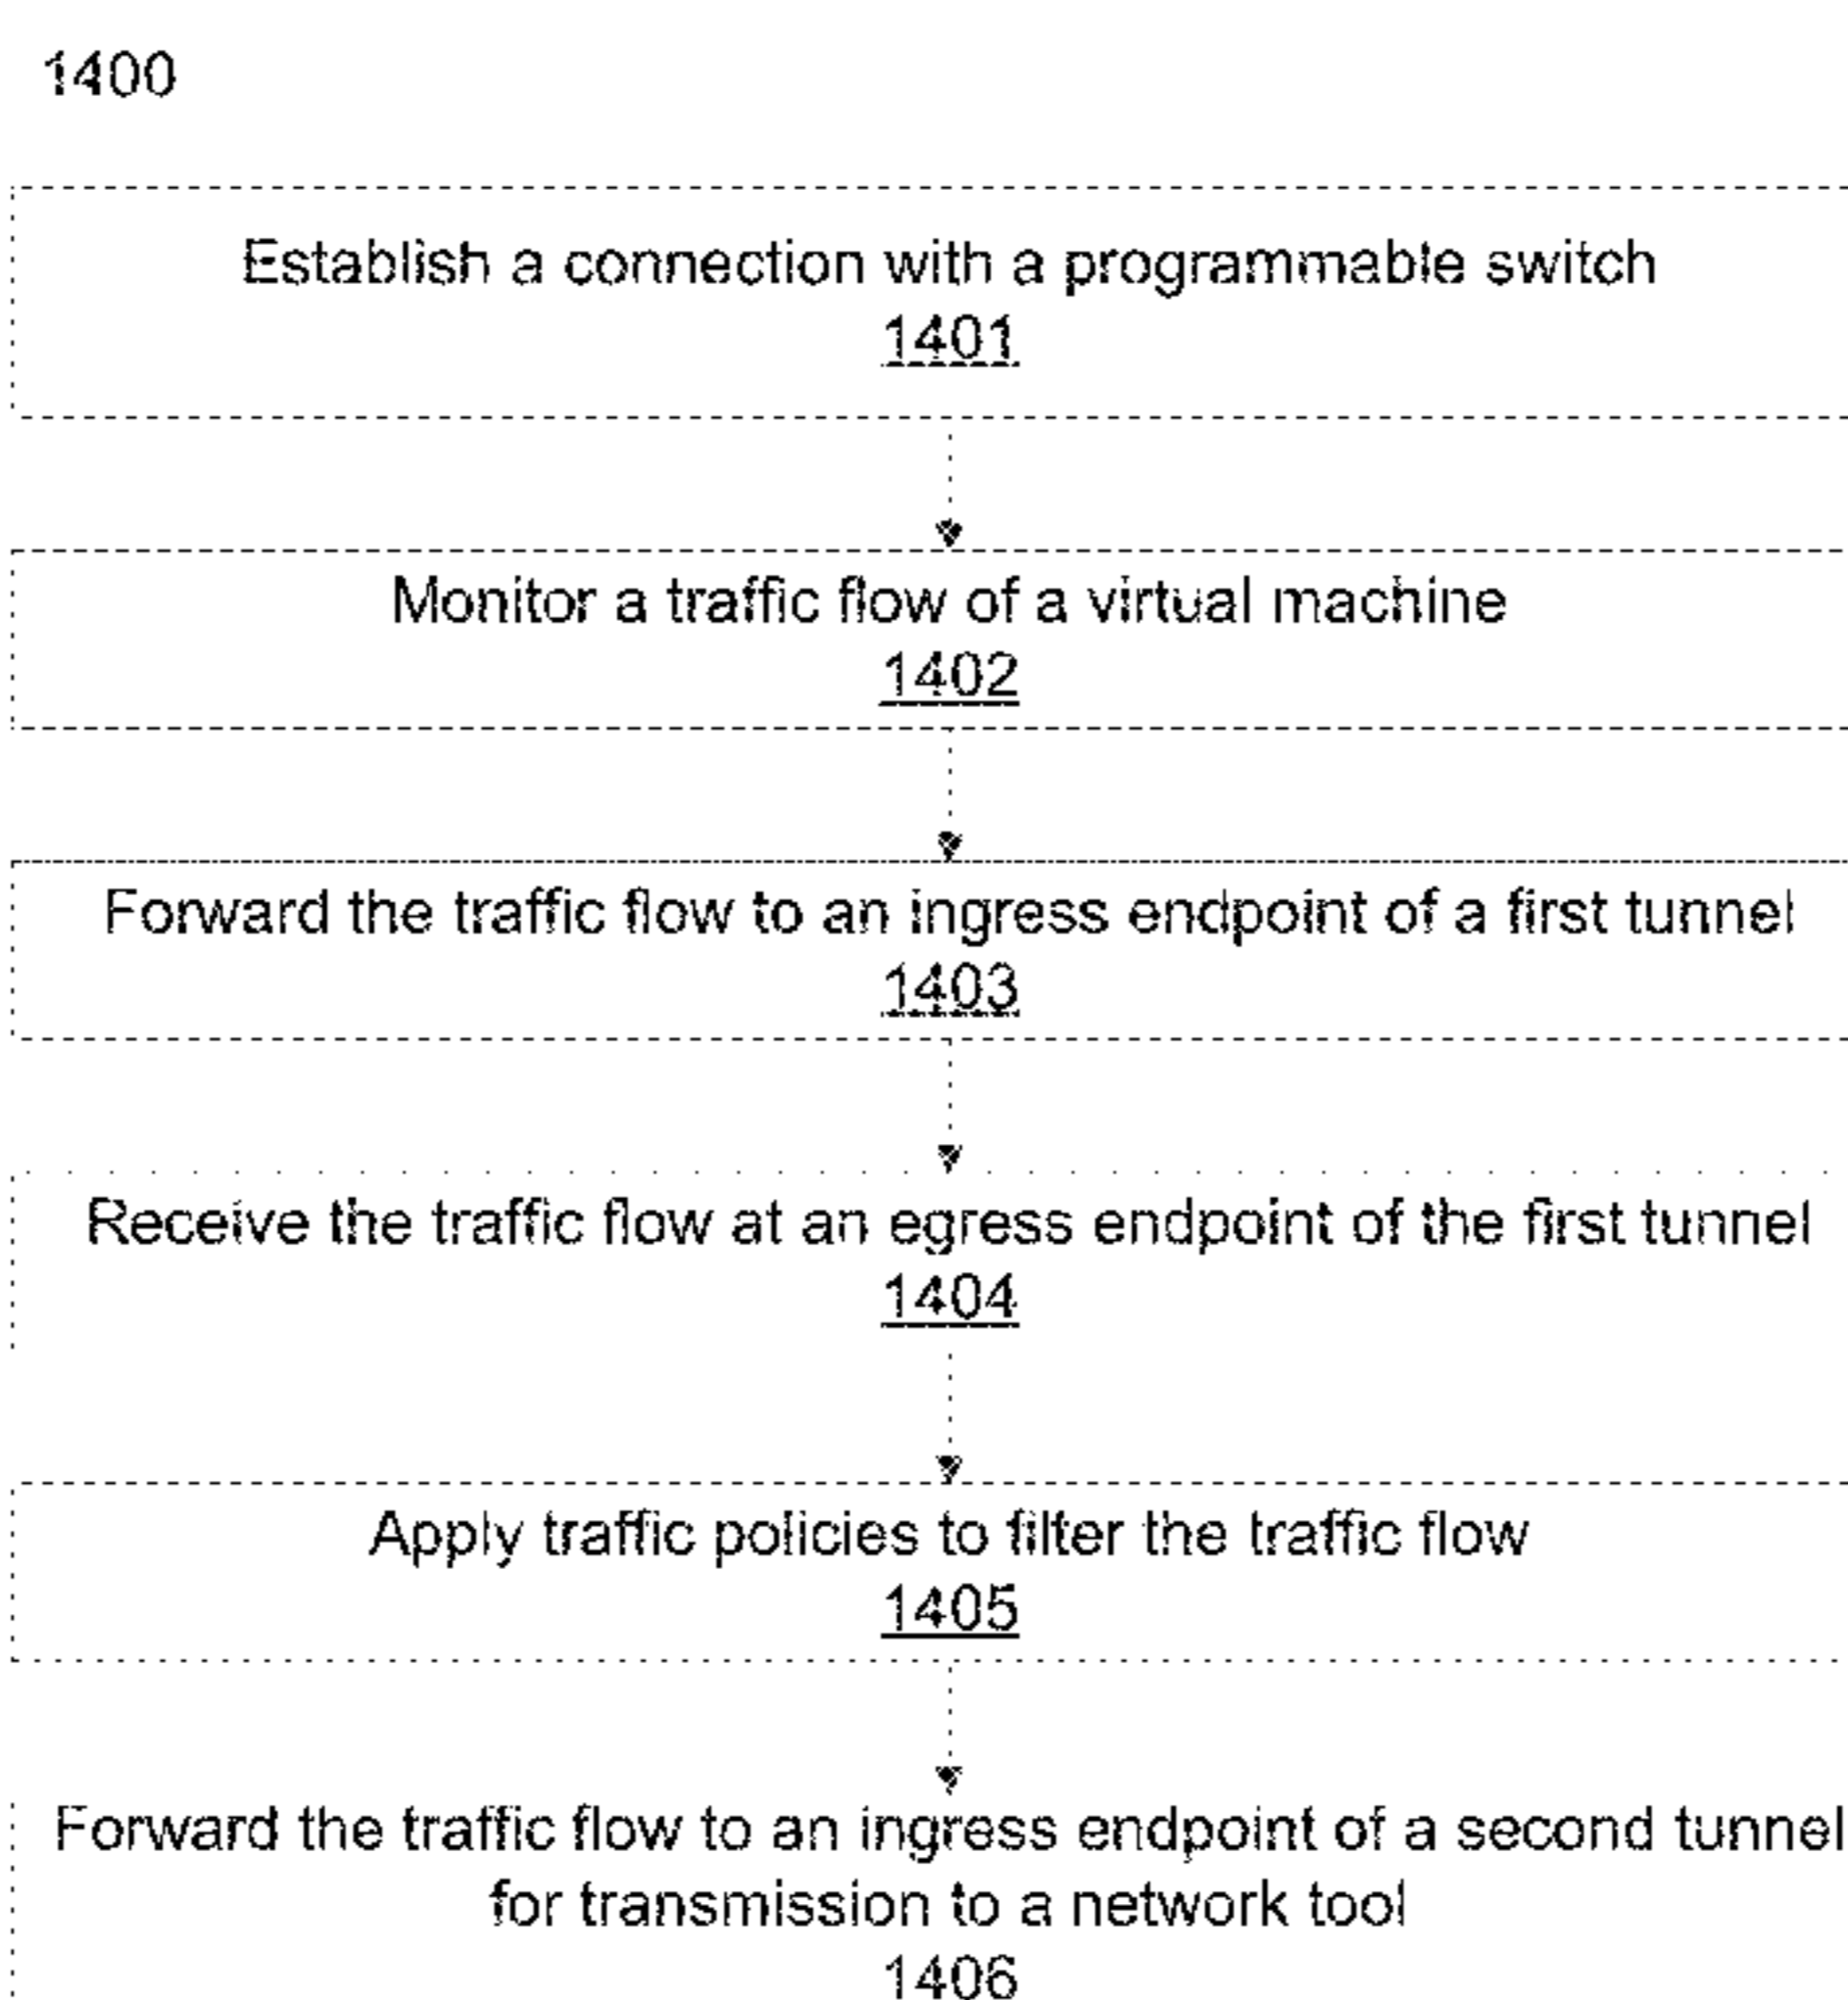 1400
Establish a connection with a programmable switch
1401
Monitor a traffic flow of a virtual machine
1402
Forward the traffic flow to an ingress endpoint of a first tunnel
1403
Receive the traffic flow at an egress endpoint of the first tunnel
1404
Apply traffic policies to filter the traffic flow
1405
Forward the traffic flow to an ingress endpoint of a second tunnel
for transmission to a network tool
1406